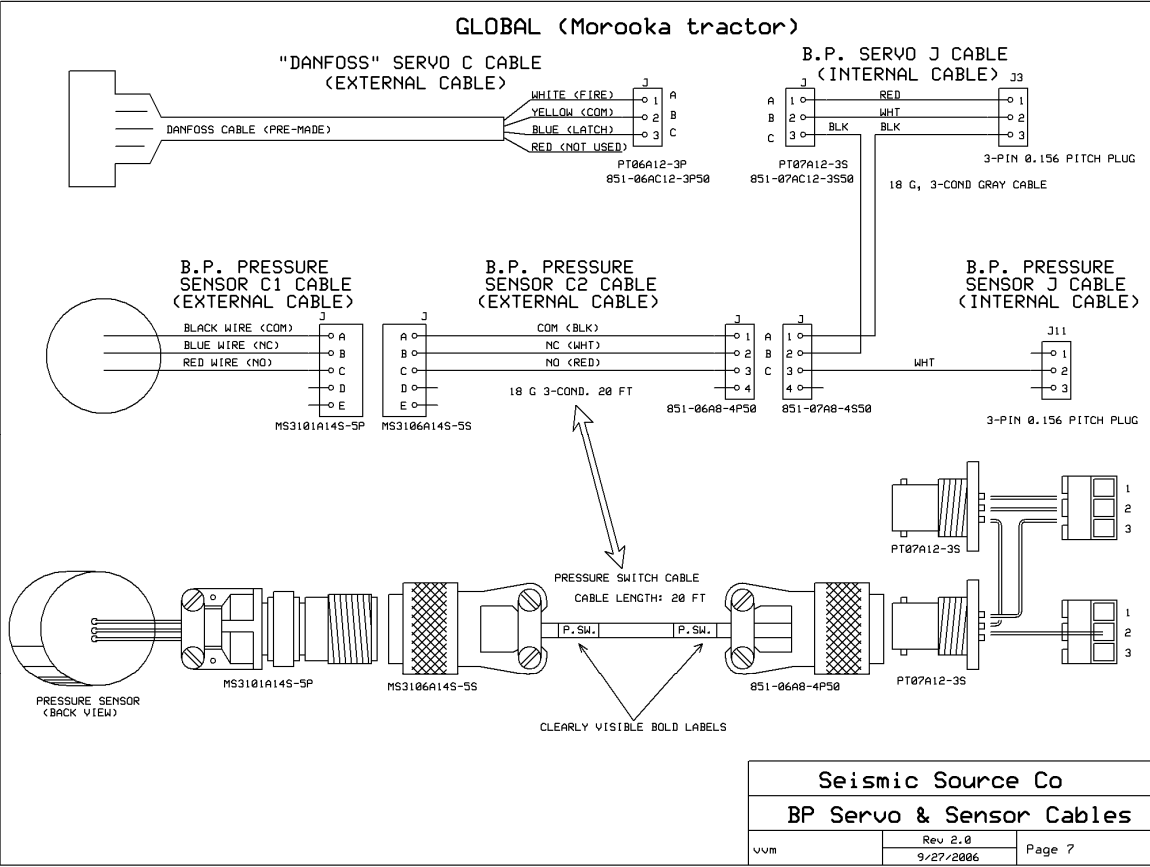 GLOBAL (Morooka tractor)
"DANFOSS" SERVO C CABLE
(EXTERNAL CABLE)
WHITE (FIRE)
YELLOW (COM)
BLUE (LATCH)
RED (NOT USED)
DANFOSS CABLE (PRE-MADE)
J
1 A
2 B
3 C
PT06A12-3P
851-06AC12-3P50
B.P. SERVO J CABLE
(INTERNAL CABLE)
J
A 1
B 2
C 3
RED
WHT
BLK
BLK
J3
1
2
3
PT07A12-3S
851-07AC12-3S50
3-PIN 0.156 PITCH PLUG
18 G, 3-COND GRAY CABLE
B.P. PRESSURE
SENSOR C1 CABLE
(EXTERNAL CABLE)
BLACK WIRE (COM)
BLUE WIRE (NC)
RED WIRE (NO)
J
A
B
C
D
E
MS3101A14S-5P
B.P. PRESSURE
SENSOR C2 CABLE
(EXTERNAL CABLE)
J
A
B
C
D
E
MS3106A14S-5S
COM (BLK)
NC (WHT)
NO (RED)
18 G 3-COND. 20 FT
J
1 A
2 B
3 C
4
851-06A8-4P50
J
1
2
3
4
851-07A8-4S50
B.P. PRESSURE
SENSOR J CABLE
(INTERNAL CABLE)
WHT
J11
1
2
3
3-PIN 0.156 PITCH PLUG
PT07A12-3S
1
2
3
PRESSURE SWITCH CABLE
CABLE LENGTH: 20 FT
P.SW. P.SW.
1
2
3
PRESSURE SENSOR
(BACK VIEW)
MS3101A14S-5P
MS3106A14S-5S
851-06A8-4P50
PT07A12-3S
CLEARLY VISIBLE BOLD LABELS
Seismic Source Co
BP Servo & Sensor Cables
vvm
Rev 2.0
9/27/2006
Page 7